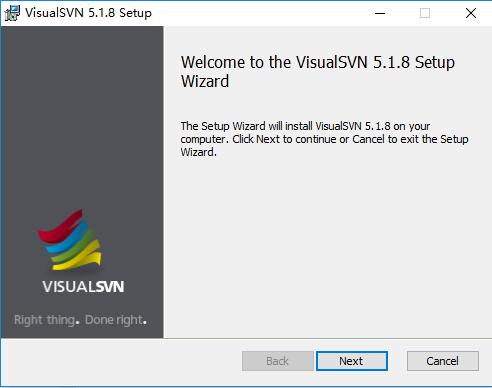 VisualSVN 5.1.8 Setup
Welcome to the VisualSVN 5.1.8 Setup
Wizard
The Setup Wizard will install VisualSVN 5.1.8 on your
computer. Click Next to continue or Cancel to exit the Setup
Wizard.
VISUALSVN
Right thing. Done right.
Back
Next
Cancel